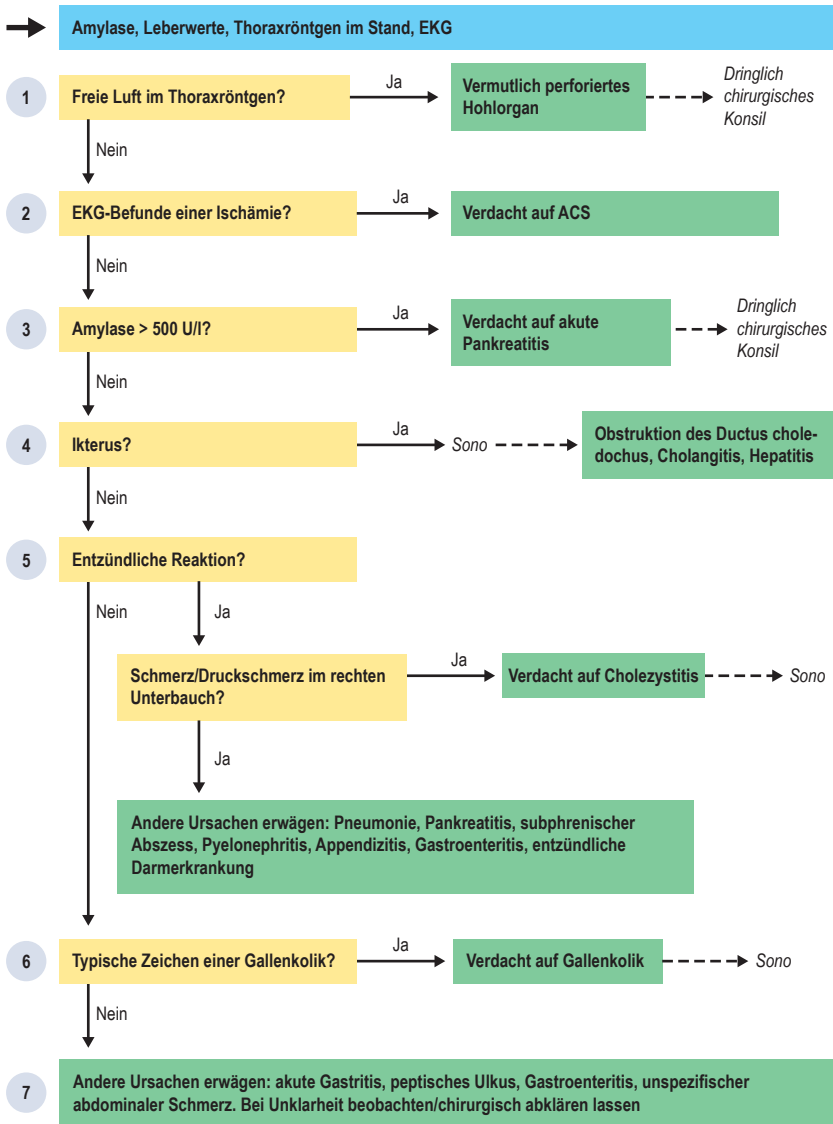 Amylase, Leberwerte, Thoraxröntgen im Stand, EKG
1
Freie Luft im Thoraxröntgen?
Ja
Vermutlich perforiertes
Hohlorgan
Dringlich
chirurgisches
Konsil
Nein
2
EKG-Befunde einer Ischämie?
Ja
Verdacht auf ACS
Nein
3
Amylase > 500 U/l?
Ja
Verdacht auf akute
Pankreatitis
Dringlich
chirurgisches
Konsil
Nein
4
Ikterus?
Ja
Sono
Obstruktion des Ductus chole-
dochus, Cholangitis, Hepatitis
Nein
5
Entzündliche Reaktion?
Nein
Ja
Schmerz/Druckschmerz im rechten
Unterbauch?
Ja
Verdacht auf Cholezystitis
Sono
Ja
Andere Ursachen erwägen: Pneumonie, Pankreatitis, subphrenischer
Abszess, Pyelonephritis, Appendizitis, Gastroenteritis, entzündliche
Darmerkrankung
6
Typische Zeichen einer Gallenkolik?
Ja
Verdacht auf Gallenkolik
Sono
Nein
7
Andere Ursachen erwägen: akute Gastritis, peptisches Ulkus, Gastroenteritis, unspezifischer
abdominaler Schmerz. Bei Unklarheit beobachten/chirurgisch abklären lassen